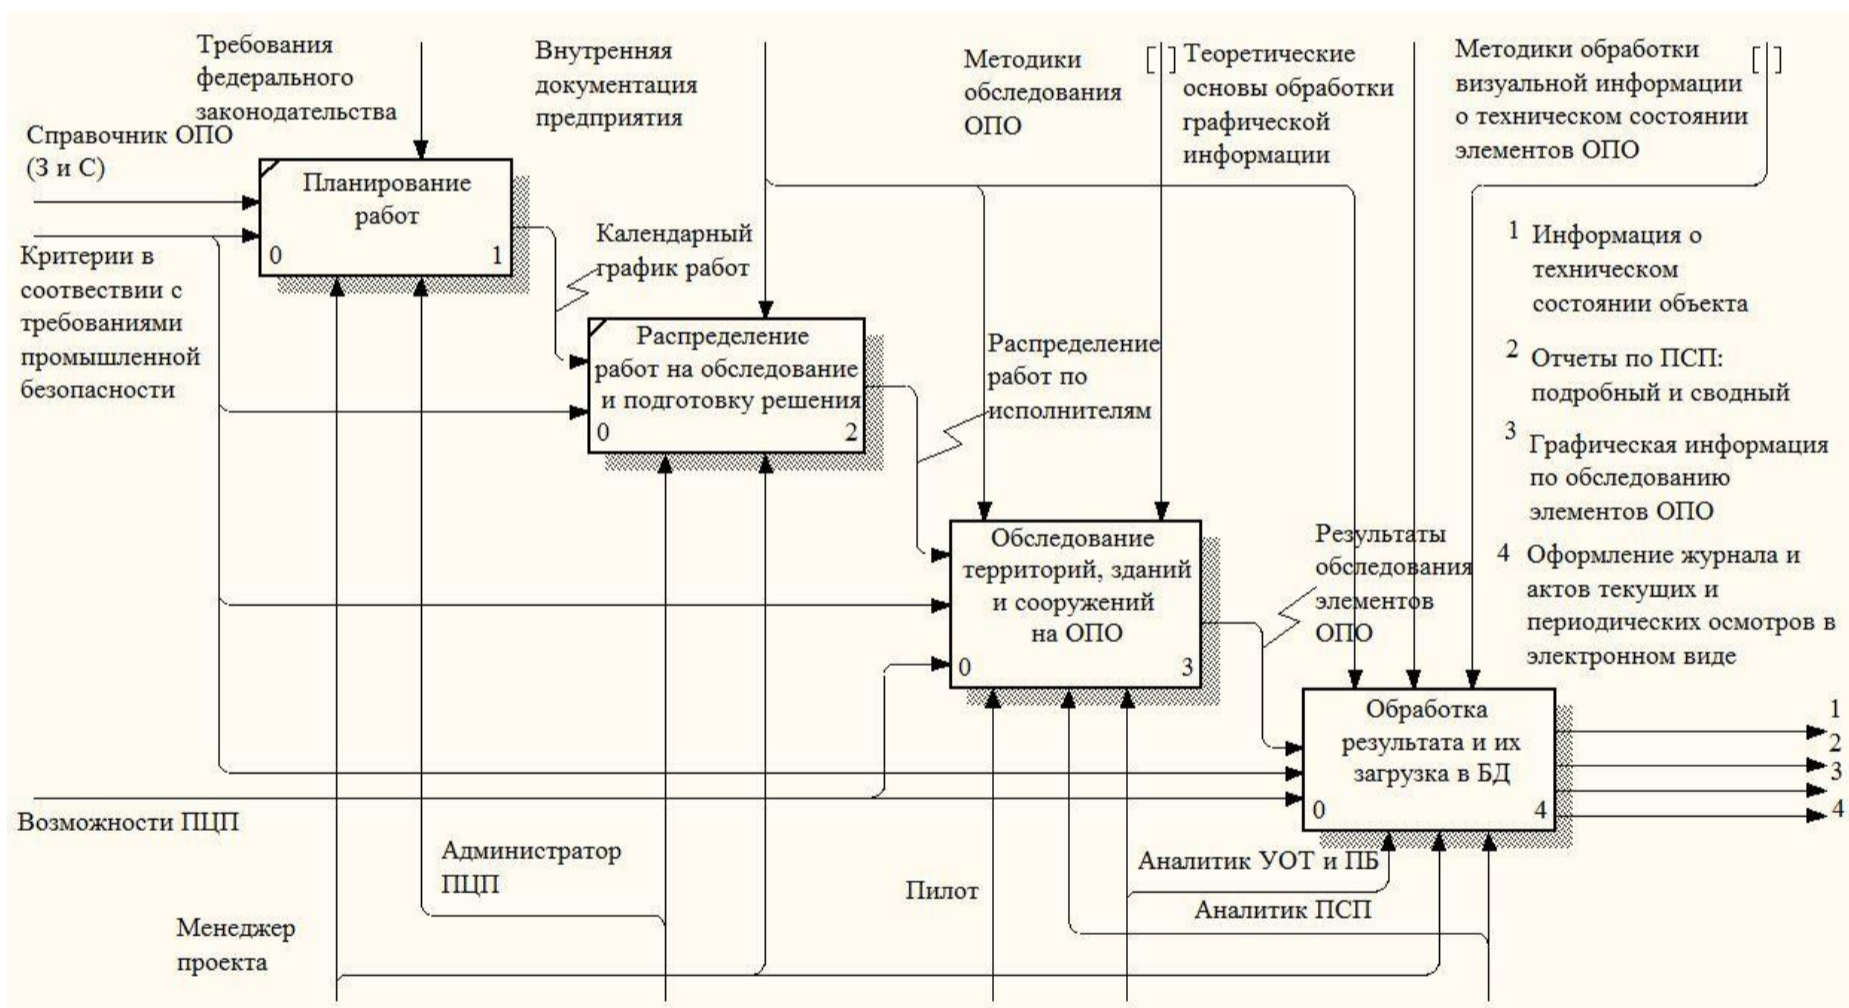 Требования
федерального
законодательства
Внутренняя
документация
предприятия
Методики
обследования
ОПО
Теоретические
основы обработки
графической
информации
Методики обработки
визуальной информации
о техническом состоянии
элементов ОПО
Справочник ОПО
(З и С)
Планирование
работ
0 1
Критерии в
соотвествии с
требованиями
промышленной
безопасности
Календарный
график работ
Распределение
работ на обследование
и подготовку решения
0 2
Распределение
работ по
исполнителям
Обследование
территорий, зданий
и сооружений
на ОПО
0 3
Результаты
обследования
элементов
ОПО
1 Информация о
техническом
состоянии объекта
2 Отчеты по ПСП:
подробный и сводный
3 Графическая информация
по обследованию
элементов ОПО
4 Оформление журнала и
актов текущих и
периодических осмотров в
электронном виде
Обработка
результата и их
загрузка в БД
0 4
1
2
3
4
Возможности ПЦП
Администратор
ПЦП
Менеджер
проекта
Пилот
Аналитик УОТ и ПБ
Аналитик ПСП